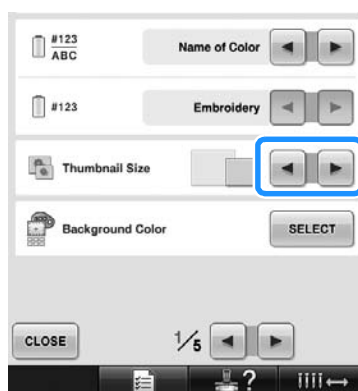 #123
ABC
Name of Color
#123
Embroidery
Thumbnail Size
Background Color
SELECT
CLOSE
1/5
?